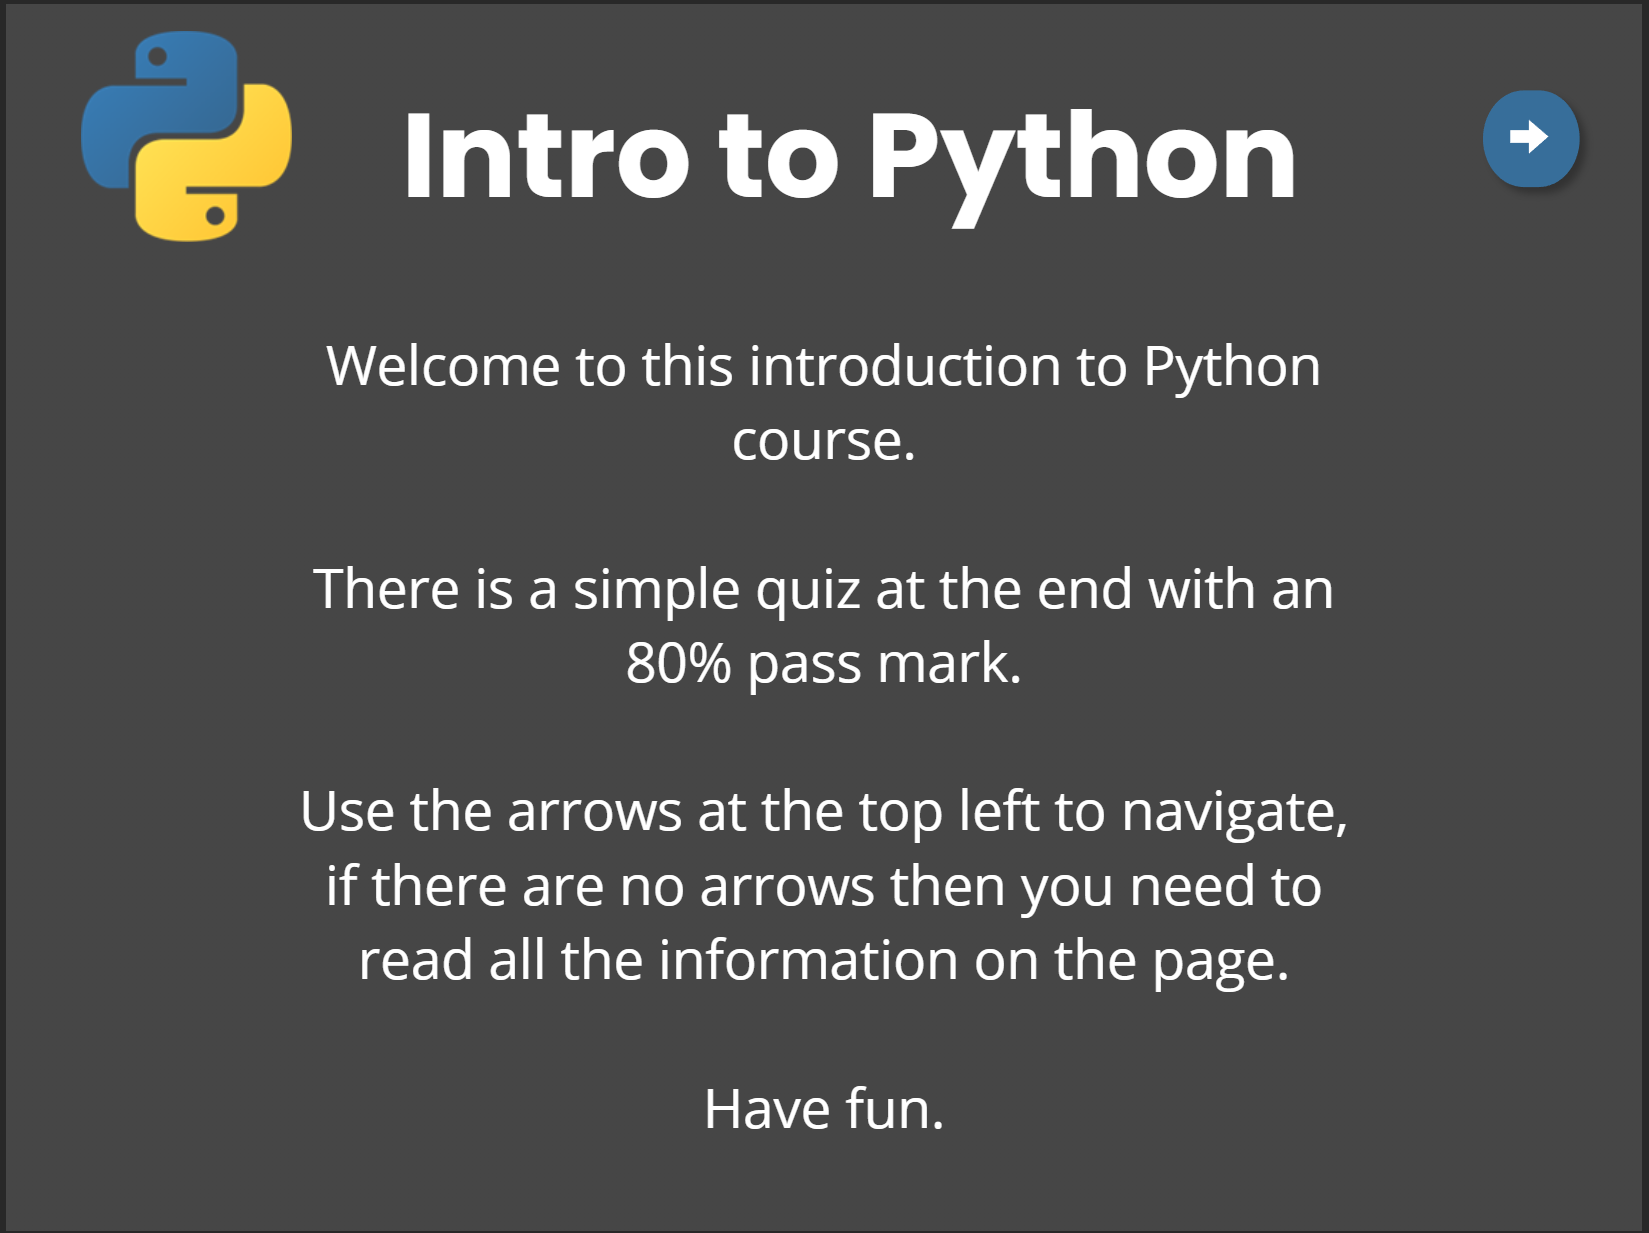 Intro to Python
Welcome to this introduction to Python
course.
There is a simple quiz at the end with an
80% pass mark.
Use the arrows at the top left to navigate,
if there are no arrows then you need to
read all the information on the page.
Have fun.